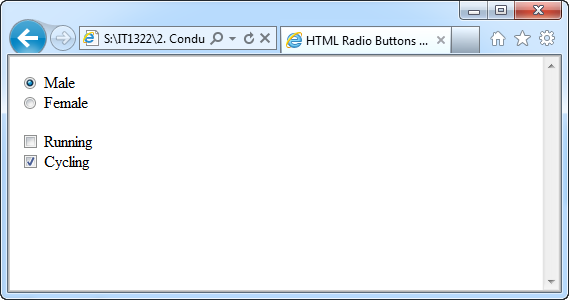 S:\IT1322\2. Condu
HTML Radio Buttons ...
Male
Female
Running
Cycling